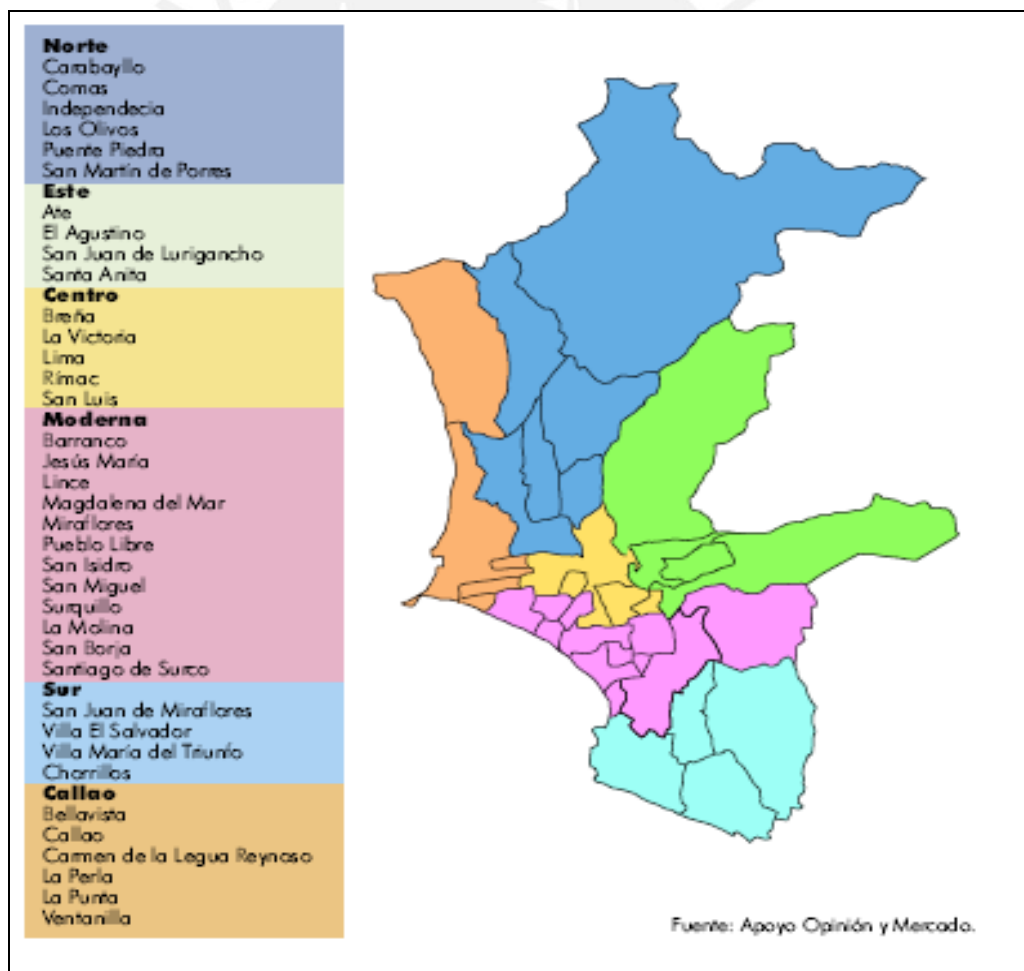 Norte
Carabayllo
Comas
Independecia
Los Olivos
Puente Piedra
San Martín de Porres
Este
Ate
El Agustino
San Juan de Lurigancho
Santa Anita
Centro
Breña
La Victoria
Lima
Rímac
San Luis
Moderna
Barranco
Jesús María
Lince
Magdalena del Mar
Miraflores
Pueblo Libre
San Isidro
San Miguel
Surquillo
La Molina
San Borja
Santiago de Surco
Sur
San Juan de Miraflores
Villa El Salvador
Villa María del Triunfo
Chorrillos
Callao
Bellavista
Callao
Carmen de la Legua Reynoso
La Perla
La Punta
Ventanilla
Fuente: Apoyo Opinión y Mercado.